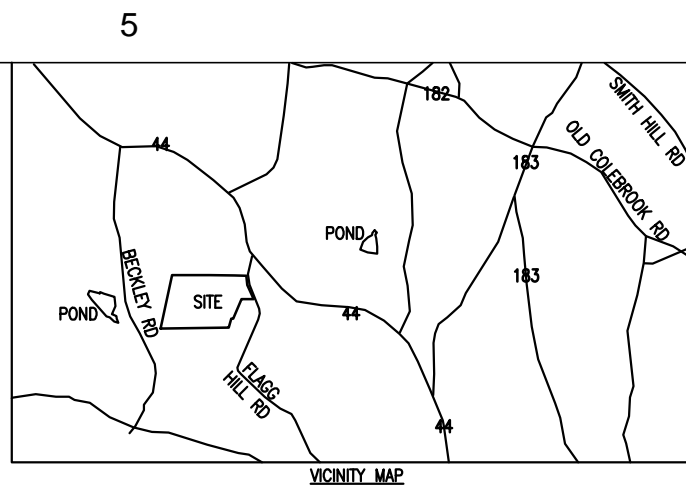 5
182
SMITH HILL RD
44
OLD COLEBROOK RD
183
POND
BECKLEY RD
183
SITE
POND
44
FLAGG
HILL RD
44
VICINITY MAP